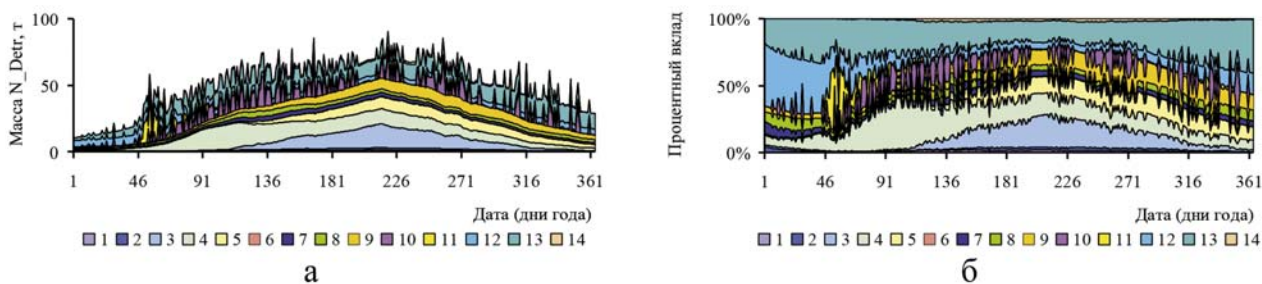 Масса N_Detr, т
100
50
0
1 46 91 136 181 226 271 316 361
Дата (дни года)
1 2 3 4 5 6 7 8 9 10 11 12 13 14
а
Процентный вклад
100%
50%
0%
1 46 91 136 181 226 271 316 361
Дата (дни года)
1 2 3 4 5 6 7 8 9 10 11 12 13 14
б